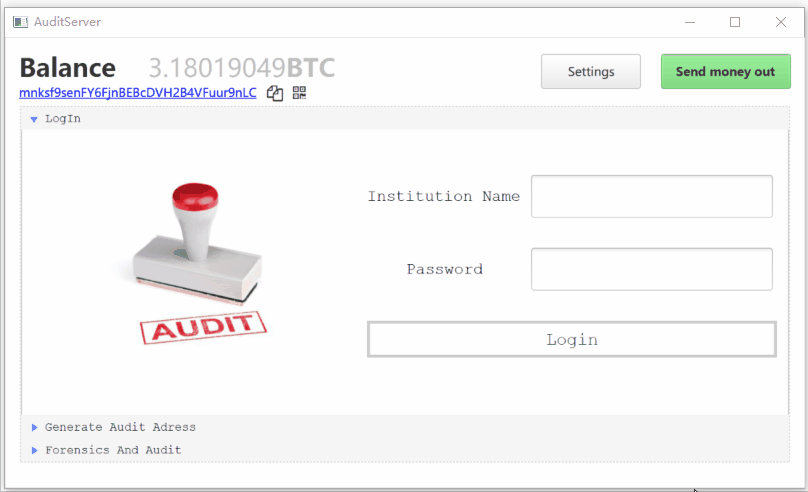 AuditServer
Balance 3.18019049BTC
Settings
Send money out
mnksf9senFY6FjnBEBcDVH2B4VFuur9nLC
LogIn
Institution Name
Password
AUDIT
Login
Generate Audit Adress
Forensics And Audit